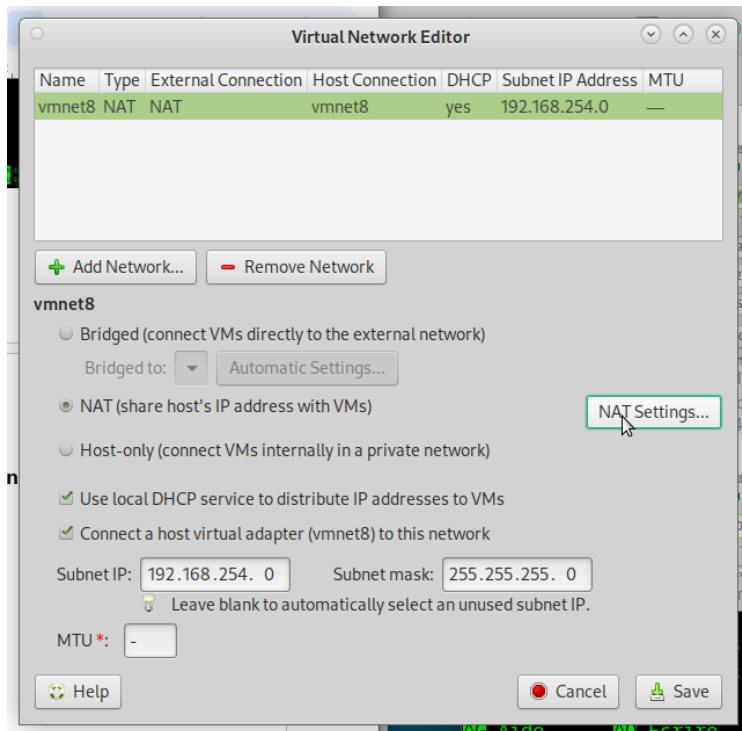 Virtual Network Editor
Name Type External Connection Host Connection DHCP Subnet IP Address MTU
vmnet8 NAT NAT vmnet8 yes 192.168.254.0 —
Add Network... Remove Network
vmnet8
Bridged (connect VMs directly to the external network)
Bridged to: Automatic Settings...
NAT (share host's IP address with VMs)
NAT Settings...
Host-only (connect VMs internally in a private network)
Use local DHCP service to distribute IP addresses to VMs
Connect a host virtual adapter (vmnet8) to this network
Subnet IP: 192.168.254. 0 Subnet mask: 255.255.255. 0
Leave blank to automatically select an unused subnet IP.
MTU *: -
Help Cancel Save